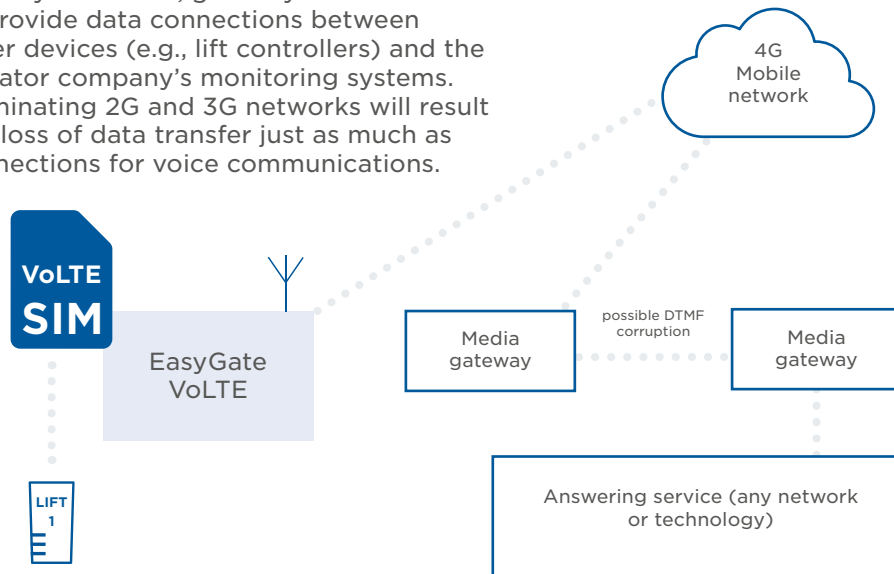 provide data connections between
er devices (e.g., lift controllers) and the
ator company's monitoring systems.
minating 2G and 3G networks will result
loss of data transfer just as much as
nections for voice communications.
4G
Mobile
network
VoLTE
SIM
EasyGate
VoLTE
possible DTMF
corruption
Media
gateway
Media
gateway
LIFT
1
Answering service (any network
or technology)